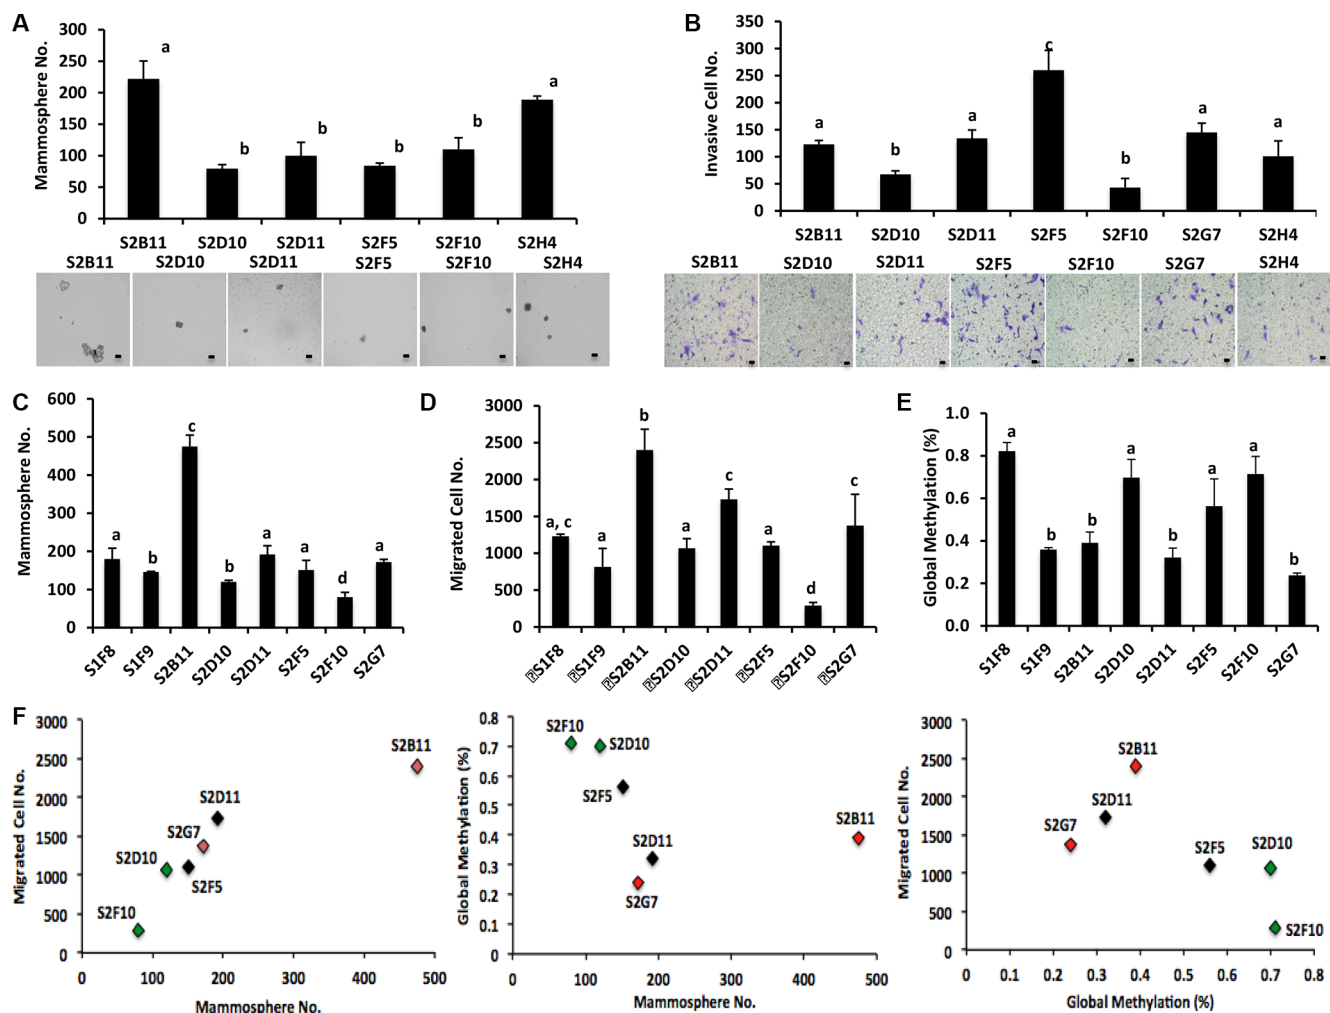 A
Mammosphere No.
300
250
200
150
100
50
0
a
b
b
b
b
a
S2B11 S2D10 S2D11 S2F5 S2F10 S2H4
S2B11 S2D10 S2D11 S2F5 S2F10 S2H4
B
Invasive Cell No.
350
300
250
200
150
100
50
0
a
b
a
c
b
a
a
S2B11 S2D10 S2D11 S2F5 S2F10 S2G7 S2H4
S2B11 S2D10 S2D11 S2F5 S2F10 S2G7 S2H4
C
Mammosphere No.
600
500
400
300
200
100
0
a
b
c
b
a
a
d
a
S1F8 S1F9 S2B11 S2D10 S2D11 S2F5 S2F10 S2G7
D
Migrated Cell No.
3000
2500
2000
1500
1000
500
0
a, c
a
b
a
c
a
d
c
S1F8 S1F9 S2B11 S2D10 S2D11 S2F5 S2F10 S2G7
E
Global Methylation (%)
1.0
0.8
0.6
0.4
0.2
0.0
a
b
b
a
b
a
a
b
S1F8 S1F9 S2B11 S2D10 S2D11 S2F5 S2F10 S2G7
F
Migrated Cell No.
3000
2500
2000
1500
1000
500
0
S2B11
S2D11
S2G7
S2D10
S2F5
S2F10
0 100 200 300 400 500
Mammosphere No.
Global Methylation (%)
0.8
0.7
0.6
0.5
0.4
0.3
0.2
0.1
0
S2F10
S2D10
S2F5
S2B11
S2D11
S2G7
0 100 200 300 400 500
Mammosphere No.
Migrated Cell No.
3000
2500
2000
1500
1000
500
0
S2B11
S2D11
S2G7
S2F5
S2D10
S2F10
0 0.1 0.2 0.3 0.4 0.5 0.6 0.7 0.8
Global Methylation (%)